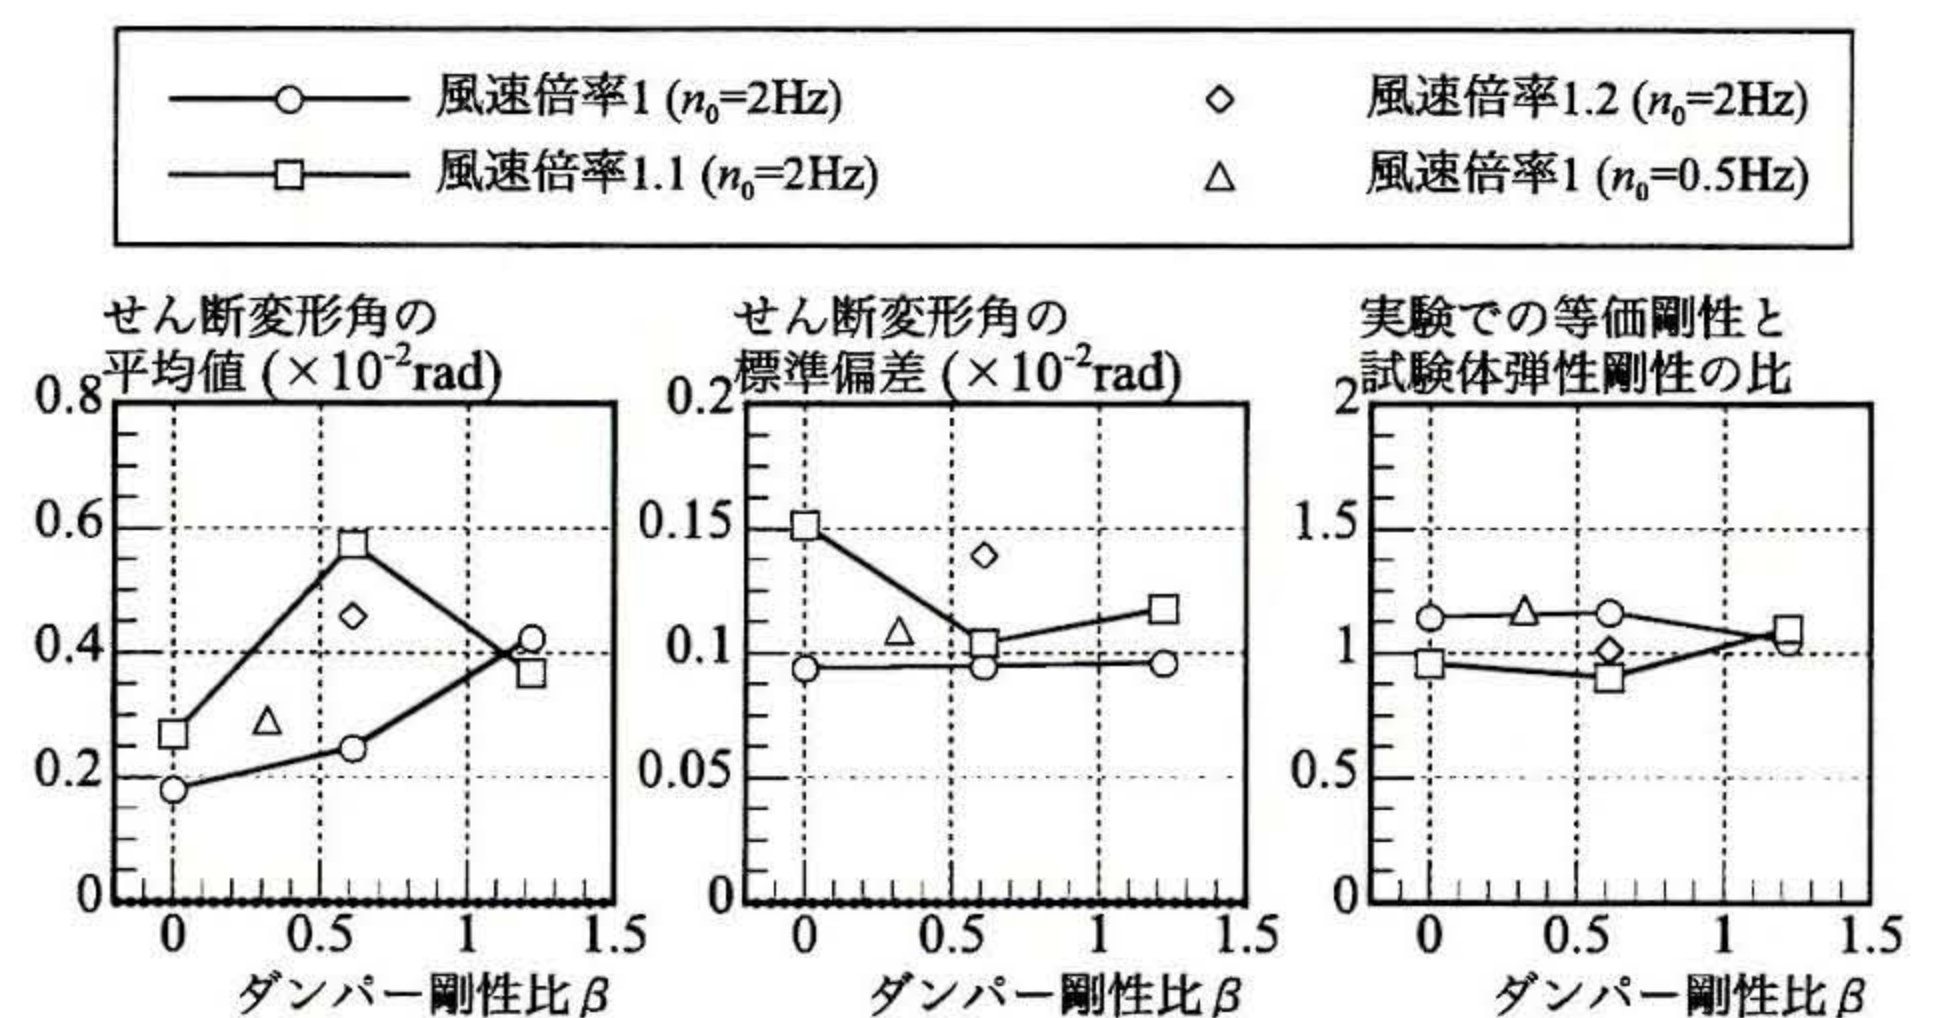 風速倍率1 (n₀=2Hz)
風速倍率1.1 (n₀=2Hz)
風速倍率1.2 (n₀=2Hz)
風速倍率1 (n₀=0.5Hz)
せん断変形角の
平均値 (×10⁻²rad)
0.8
0.6
0.4
0.2
0
0 0.5 1 1.5
ダンパー剛性比β
せん断変形角の
標準偏差 (×10⁻²rad)
0.2
0.15
0.1
0.05
0
0 0.5 1 1.5
ダンパー剛性比β
実験での等価剛性と
試験体弾性剛性の比
2
1.5
1
0.5
0
0 0.5 1 1.5
ダンパー剛性比β